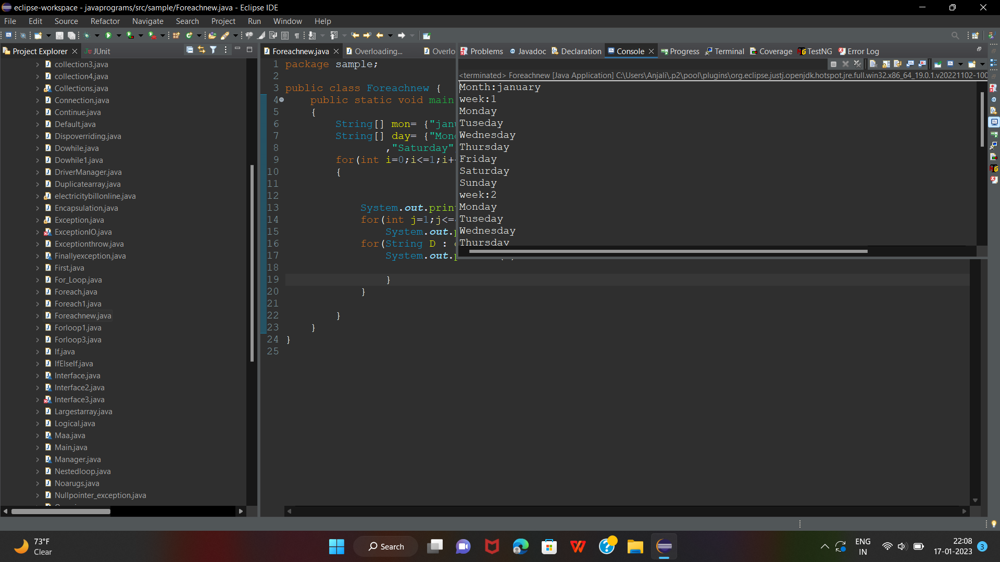 eclipse-workspace - javaprograms/src/sample/Foreachnew.java - Eclipse IDE
File Edit Source Refactor Navigate Search Project Run Window Help
Project Explorer JUnit
collection3.java
collection4.java
Collections.java
Connection.java
Continue.java
Default.java
Dispoverriding.java
Dowhile.java
Dowhile1.java
DriverManager.java
Duplicatearray.java
electricitybillonline.java
Encapsulation.java
Exception.java
ExceptionIO.java
Exceptionthrow.java
Finallyexception.java
First.java
For_Loop.java
Foreach.java
Foreach1.java
Foreachnew.java
Forloop1.java
Forloop3.java
If.java
IfElseIf.java
Interface.java
Interface2.java
Interface3.java
Largestarray.java
Logical.java
Maa.java
Main.java
Manager.java
Nestedloop.java
Noarugs.java
Nullpointer_exception.java
Foreachnew.java Overloading... Overlo
1 package sample;
2
3 public class Foreachnew {
4 public static void main
5 {
6 String[] mon= {"janu
7 String[] day= {"Mon
8 ,"Saturday"
9 for(int i=0;i<=1;i+
10 {
11
12
13 System.out.prin
14 for(int j=1;j<=
15 System.out.
16 for(String D :
17 System.out.
18
19 }
20 }
21
22 }
23 }
24 }
25
Problems Javadoc Declaration Console Progress Terminal Coverage TestNG Error Log
<terminated> Foreachnew [Java Application] C:\Users\Anjali\.p2\pool\plugins\org.eclipse.justj.openjdk.hotspot.jre.full.win32.x86_64_19.0.1.v20221102-100
Month:january
week:1
Monday
Tuseday
Wednesday
Thursday
Friday
Saturday
Sunday
week:2
Monday
Tuseday
Wednesday
Thursday
73°F
Clear
Search
ENG
IN
22:08
17-01-2023
3